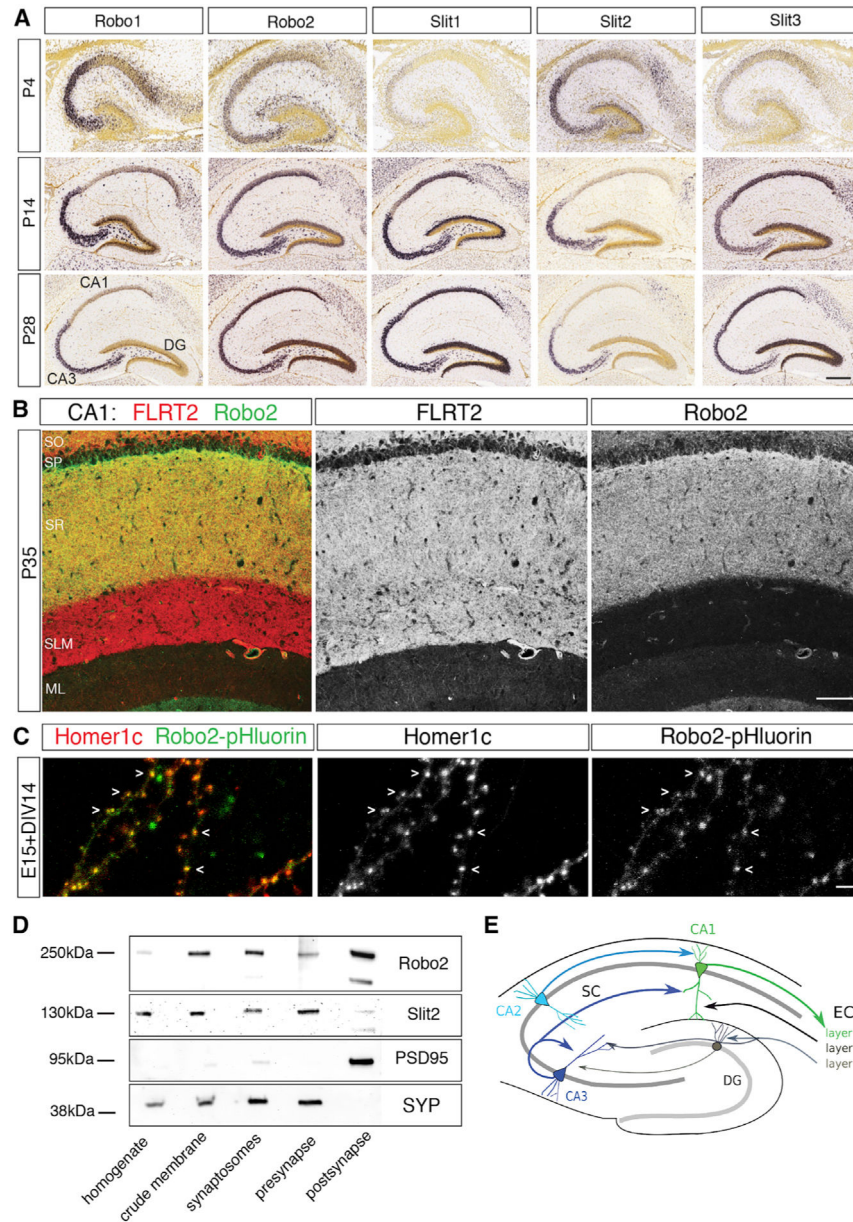 A
Robo1 Robo2 Slit1 Slit2 Slit3
P4
P14
P28
CA1
DG
CA3
B
CA1: FLRT2 Robo2 FLRT2 Robo2
P35
SO
SP
SR
SLM
ML
C
Homer1c Robo2-pHluorin Homer1c Robo2-pHluorin
E15+DIV14
> > < <
> > < <
> > < <
D
250kDa Robo2
130kDa Slit2
95kDa PSD95
38kDa SYP
homogenate
crude membrane
synaptosomes
presynapse
postsynapse
E
CA1
SC
CA2
EC
layer
layer
layer
DG
CA3